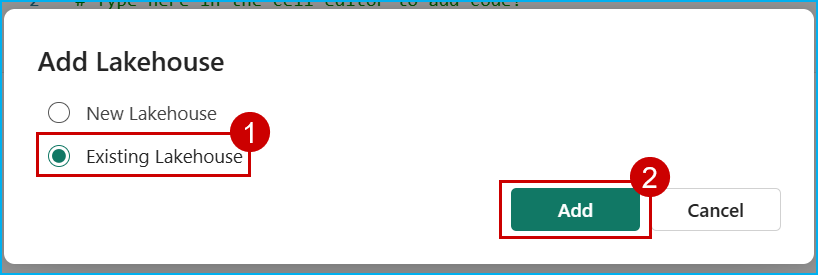 2 # Type here in the cell editor to add code!
Add Lakehouse
New Lakehouse
1
Existing Lakehouse
2
Add Cancel